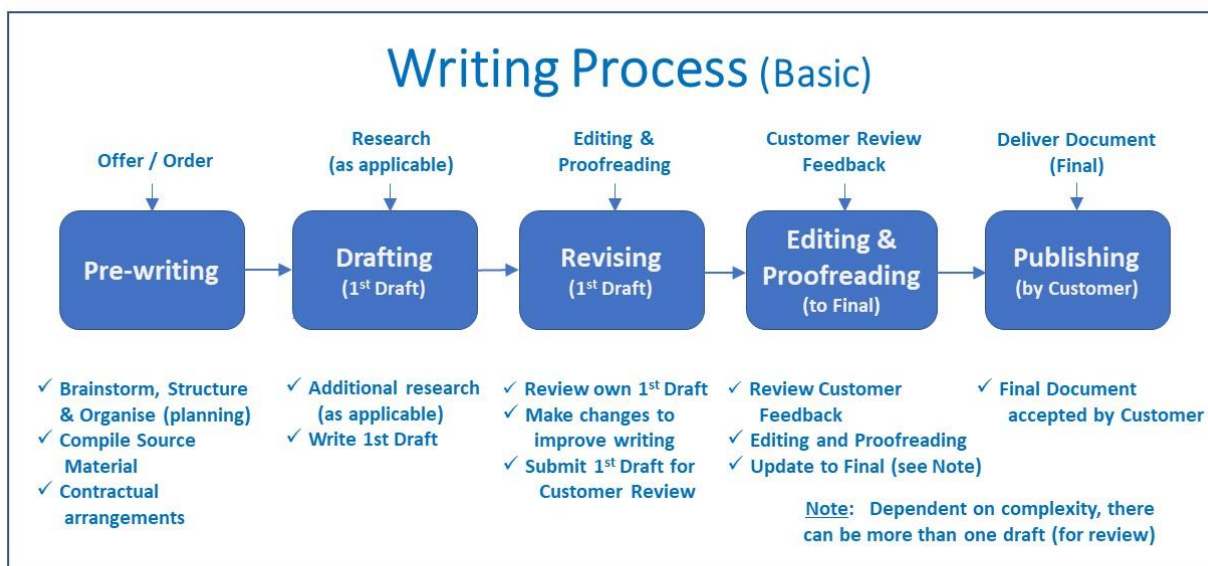 Writing Process (Basic)
Offer / Order
Research
(as applicable)
Editing &
Proofreading
Customer Review
Feedback
Deliver Document
(Final)
Pre-writing
Drafting
(1st Draft)
Revising
(1st Draft)
Editing &
Proofreading
(to Final)
Publishing
(by Customer)
✓ Brainstorm, Structure
& Organise (planning)
✓ Compile Source
Material
✓ Contractual
arrangements
✓ Additional research
(as applicable)
✓ Write 1st Draft
✓ Review own 1st Draft
✓ Make changes to
improve writing
✓ Submit 1st Draft for
Customer Review
✓ Review Customer
Feedback
✓ Editing and Proofreading
✓ Update to Final (see Note)
✓ Final Document
accepted by Customer
Note: Dependent on complexity, there
can be more than one draft (for review)